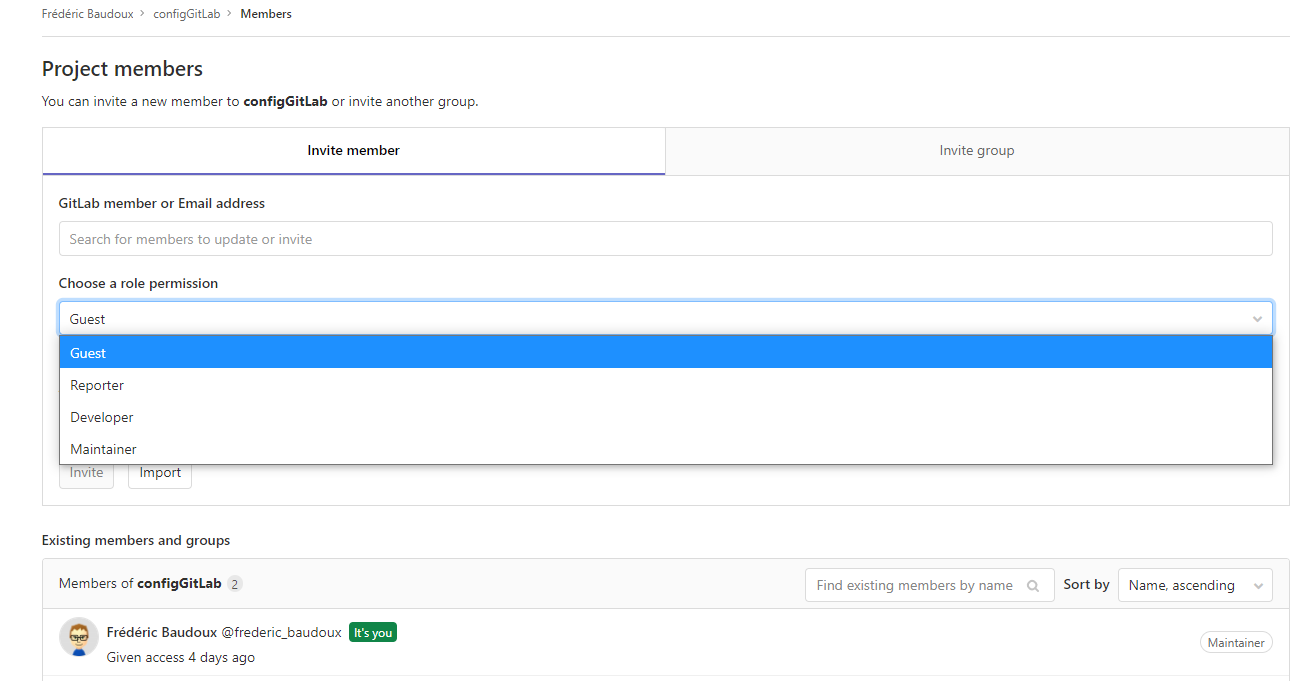 Frédéric Baudoux › configGitLab › Members
Project members
You can invite a new member to configGitLab or invite another group.
Invite member Invite group
GitLab member or Email address
Search for members to update or invite
Choose a role permission
Guest
Guest
Reporter
Developer
Maintainer
Invite Import
Existing members and groups
Members of configGitLab 2 Find existing members by name Sort by Name, ascending
Frédéric Baudoux @frederic_baudoux It's you
Given access 4 days ago
Maintainer